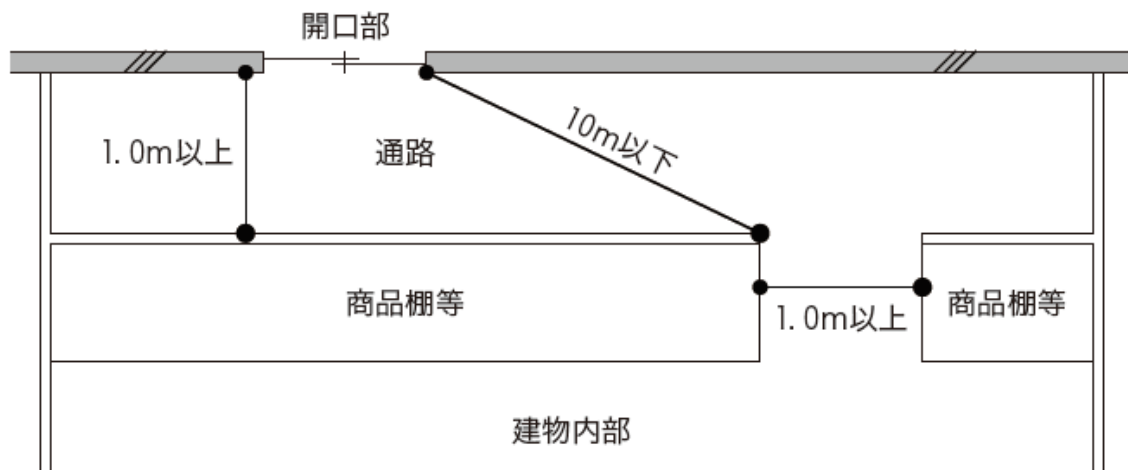 開口部
1. 0m以上
通路
10m以下
商品棚等
1. 0m以上
商品棚等
建物内部